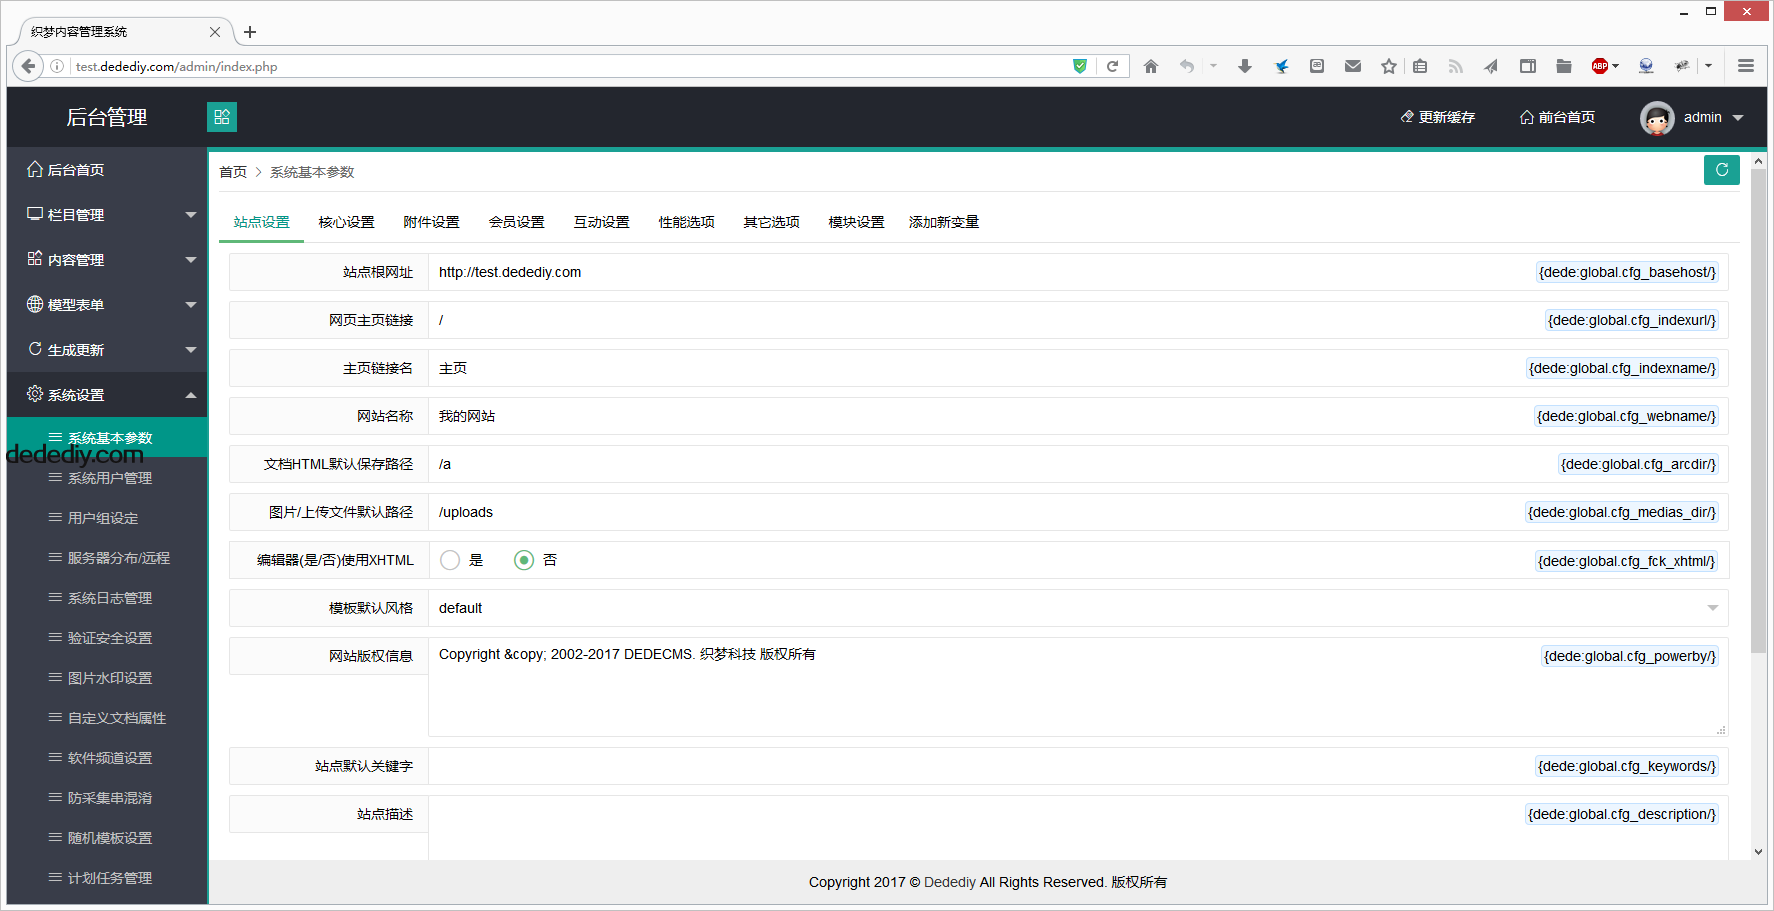 织梦内容管理系统
test.dedediy.com/admin/index.php
ABP
后台管理
更新缓存
前台首页
admin
后台首页
栏目管理
内容管理
模型表单
生成更新
系统设置
系统基本参数
dedediy.com
系统用户管理
用户组设定
服务器分布/远程
系统日志管理
验证安全设置
图片水印设置
自定义文档属性
软件频道设置
防采集串混淆
随机模板设置
计划任务管理
首页 > 系统基本参数
站点设置 核心设置 附件设置 会员设置 互动设置 性能选项 其它选项 模块设置 添加新变量
站点根网址 http://test.dedediy.com {dede:global.cfg_basehost/}
网页主页链接 / {dede:global.cfg_indexurl/}
主页链接名 主页 {dede:global.cfg_indexname/}
网站名称 我的网站 {dede:global.cfg_webname/}
文档HTML默认保存路径 /a {dede:global.cfg_arcdir/}
图片/上传文件默认路径 /uploads {dede:global.cfg_medias_dir/}
编辑器(是/否)使用XHTML 是 否 {dede:global.cfg_fck_xhtml/}
模板默认风格 default
网站版权信息 Copyright &copy; 2002-2017 DEDECMS. 织梦科技 版权所有 {dede:global.cfg_powerby/}
站点默认关键字 {dede:global.cfg_keywords/}
站点描述 {dede:global.cfg_description/}
Copyright 2017 © Dedediy All Rights Reserved. 版权所有